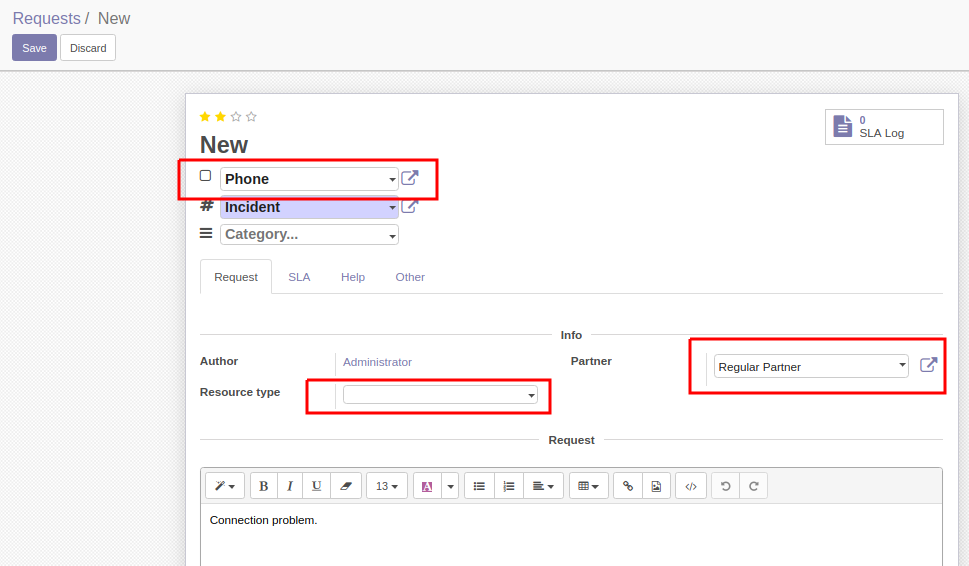 Requests / New
Save Discard
0
SLA Log
New
Phone
# Incident
Category...
Request SLA Help Other
Info
Author Administrator Partner Regular Partner
Resource type
Request
B I U 13 A </>
Connection problem.